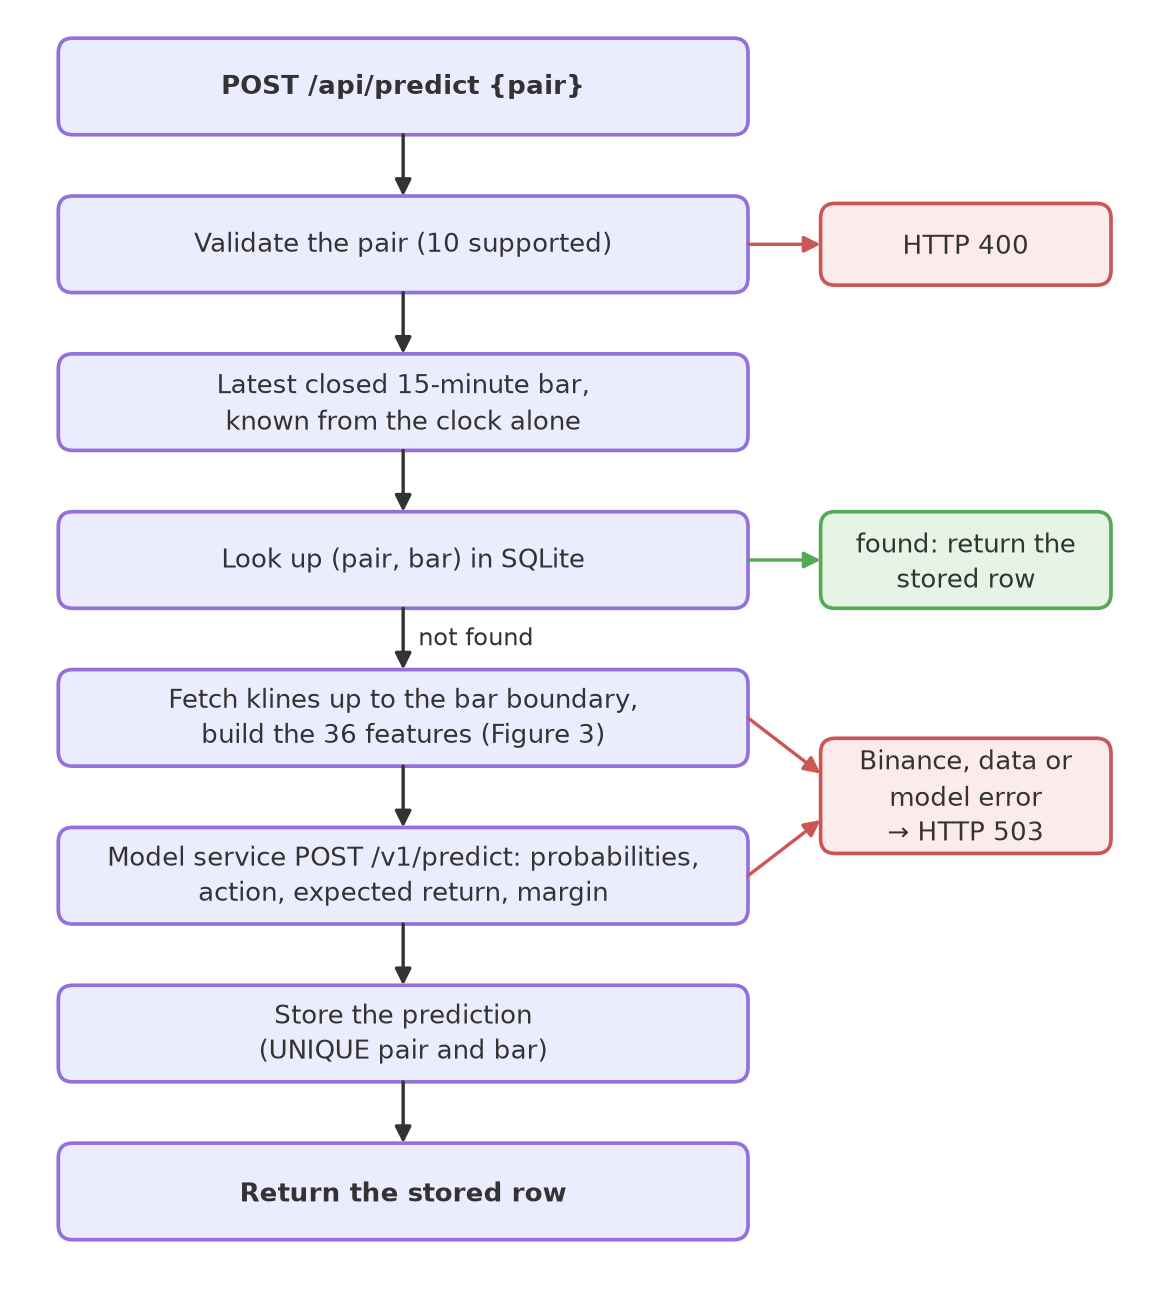 POST /api/predict {pair}
Validate the pair (10 supported)
HTTP 400
Latest closed 15-minute bar,
known from the clock alone
Look up (pair, bar) in SQLite
found: return the
stored row
not found
Fetch klines up to the bar boundary,
build the 36 features (Figure 3)
Binance, data or
model error
→ HTTP 503
Model service POST /v1/predict: probabilities,
action, expected return, margin
Store the prediction
(UNIQUE pair and bar)
Return the stored row